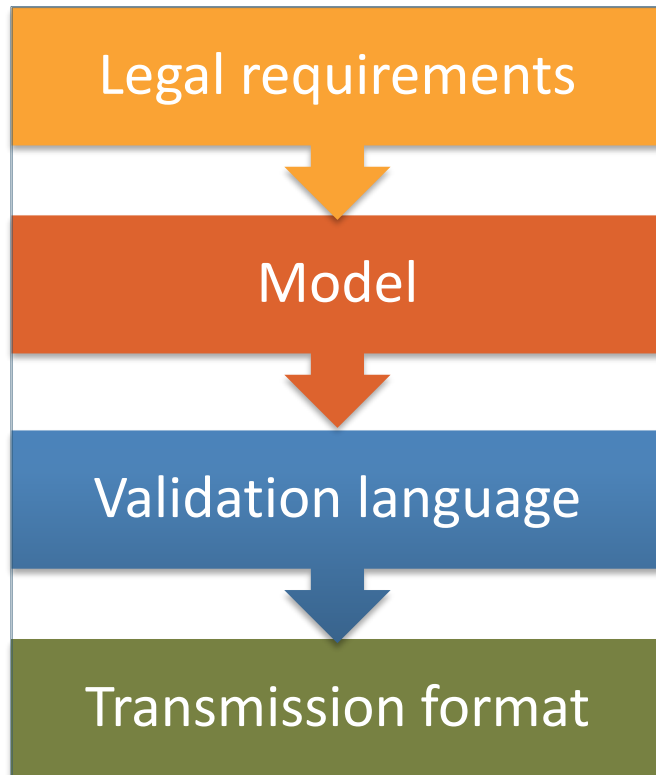 Legal requirements
Model
Validation language
Transmission format